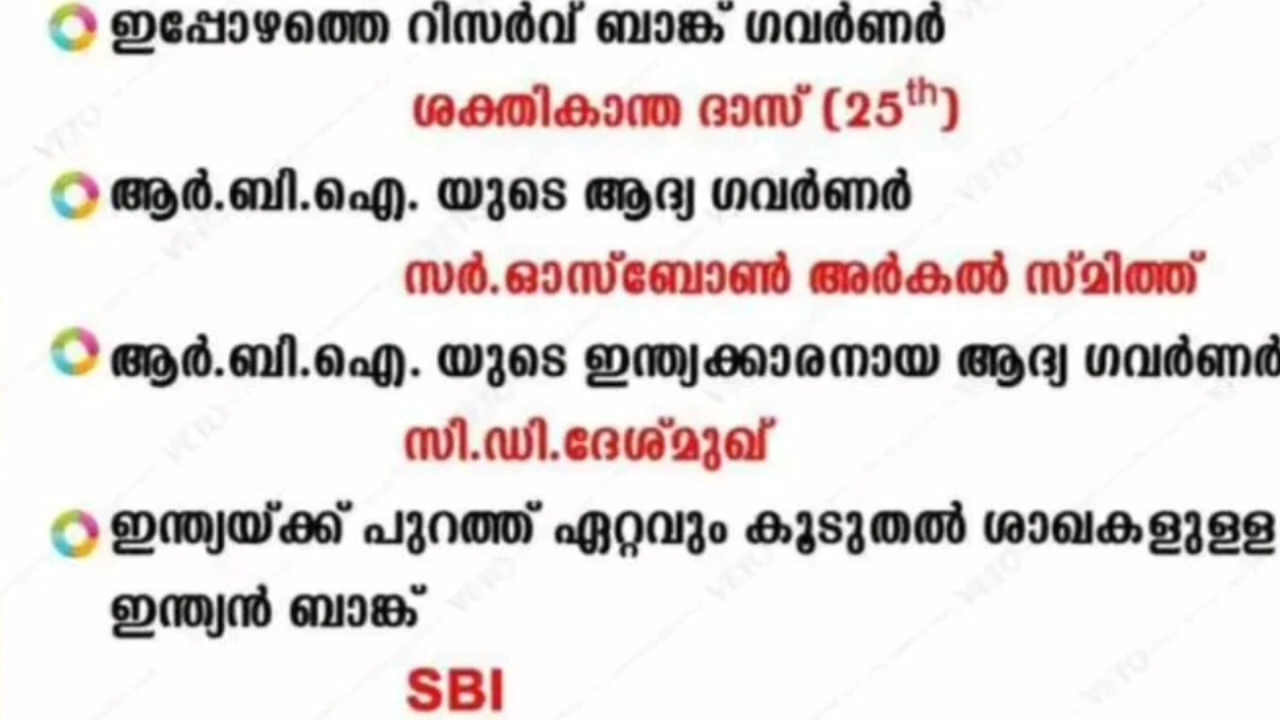 ഇപ്പോഴത്തെ റിസർവ് ബാങ്ക് ഗവർണർ
ശക്തികാന്ത ദാസ് (25th)
ആർ.ബി.ഐ. യുടെ ആദ്യ ഗവർണർ
സർ.ഓസ്ബോൺ അർകൽ സ്മിത്ത്
ആർ.ബി.ഐ. യുടെ ഇന്ത്യക്കാരനായ ആദ്യ ഗവർണർ
സി.ഡി.ദേശ്മുഖ്
ഇന്ത്യയ്ക്ക് പുറത്ത് ഏറ്റവും കൂടുതൽ ശാഖകളുള്ള
ഇന്ത്യൻ ബാങ്ക്
SBI